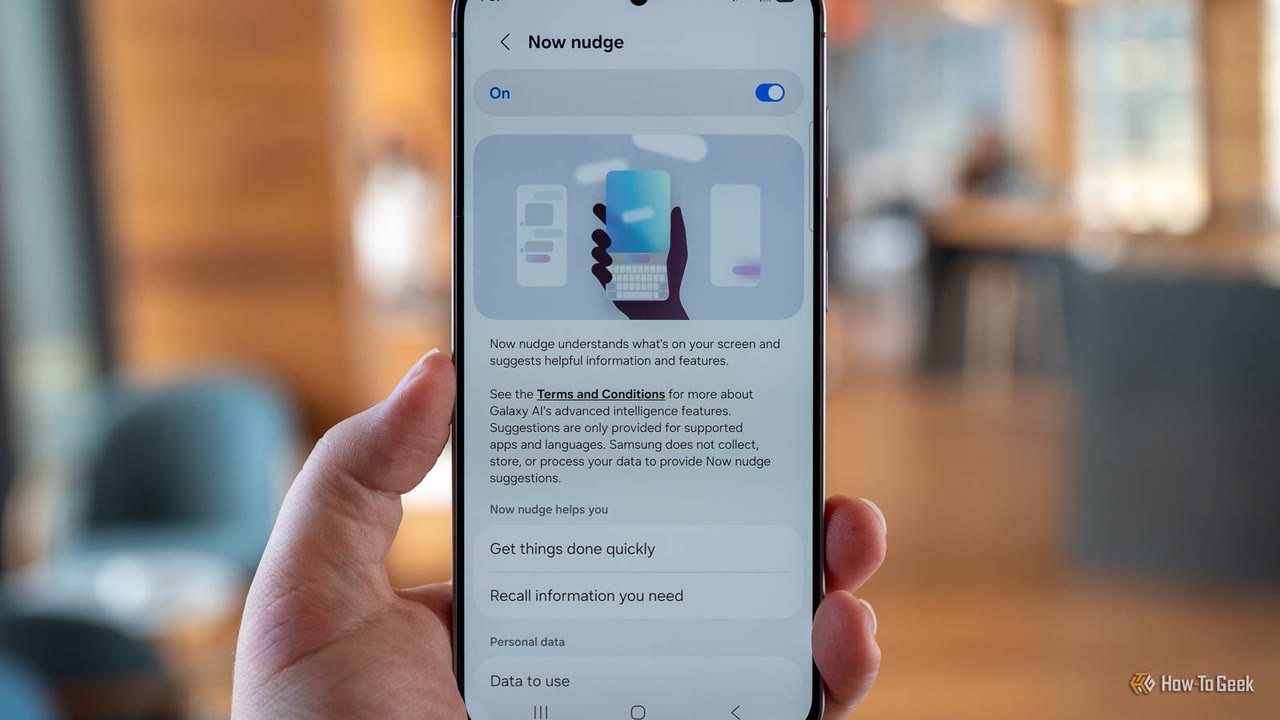 Now nudge
On
Now nudge understands what's on your screen and
suggests helpful information and features.
See the Terms and Conditions for more about
Galaxy AI's advanced intelligence features.
Suggestions are only provided for supported
apps and languages. Samsung does not collect,
store, or process your data to provide Now nudge
suggestions.
Now nudge helps you
Get things done quickly
Recall information you need
Personal data
Data to use
How-To Geek